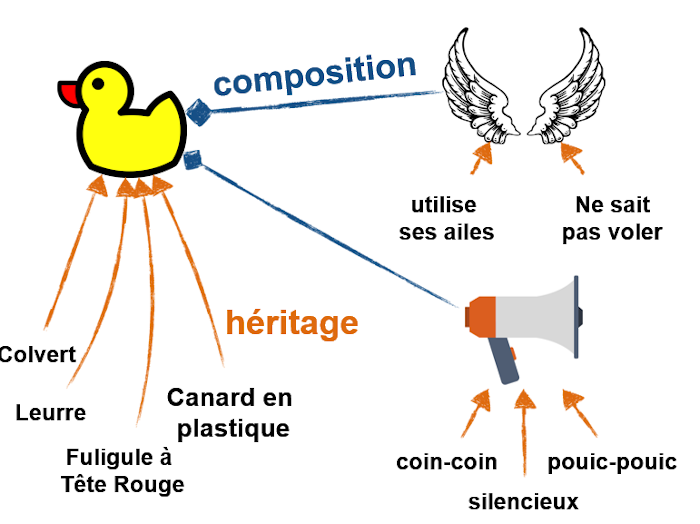 composition
utilise
ses ailes
Ne sait
pas voler
héritage
Colvert
Leurre
Fuligule à
Tête Rouge
Canard en
plastique
coin-coin
silencieux
pouic-pouic